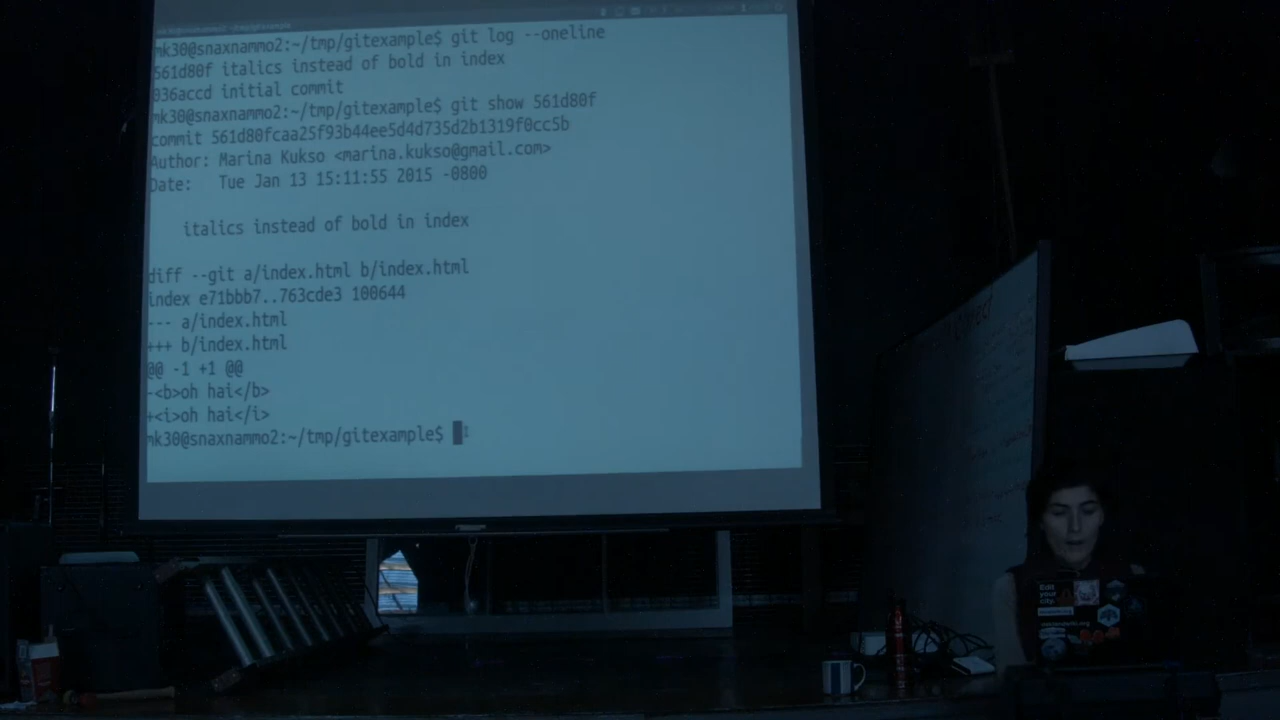 mk30@snaxnammo2:~/tmp/gitexample$ git log --oneline
561d80f italics instead of bold in index
036accd initial commit
mk30@snaxnammo2:~/tmp/gitexample$ git show 561d80f
commit 561d80fcaa25f93b44ee5d4d735d2b1319f0cc5b
Author: Marina Kukso <marina.kukso@gmail.com>
Date: Tue Jan 13 15:11:55 2015 -0800
italics instead of bold in index
diff --git a/index.html b/index.html
index e71bbb7..763cde3 100644
--- a/index.html
+++ b/index.html
@@ -1 +1 @@
-<b>oh hai</b>
+<i>oh hai</i>
mk30@snaxnammo2:~/tmp/gitexample$
Edit
your
city.